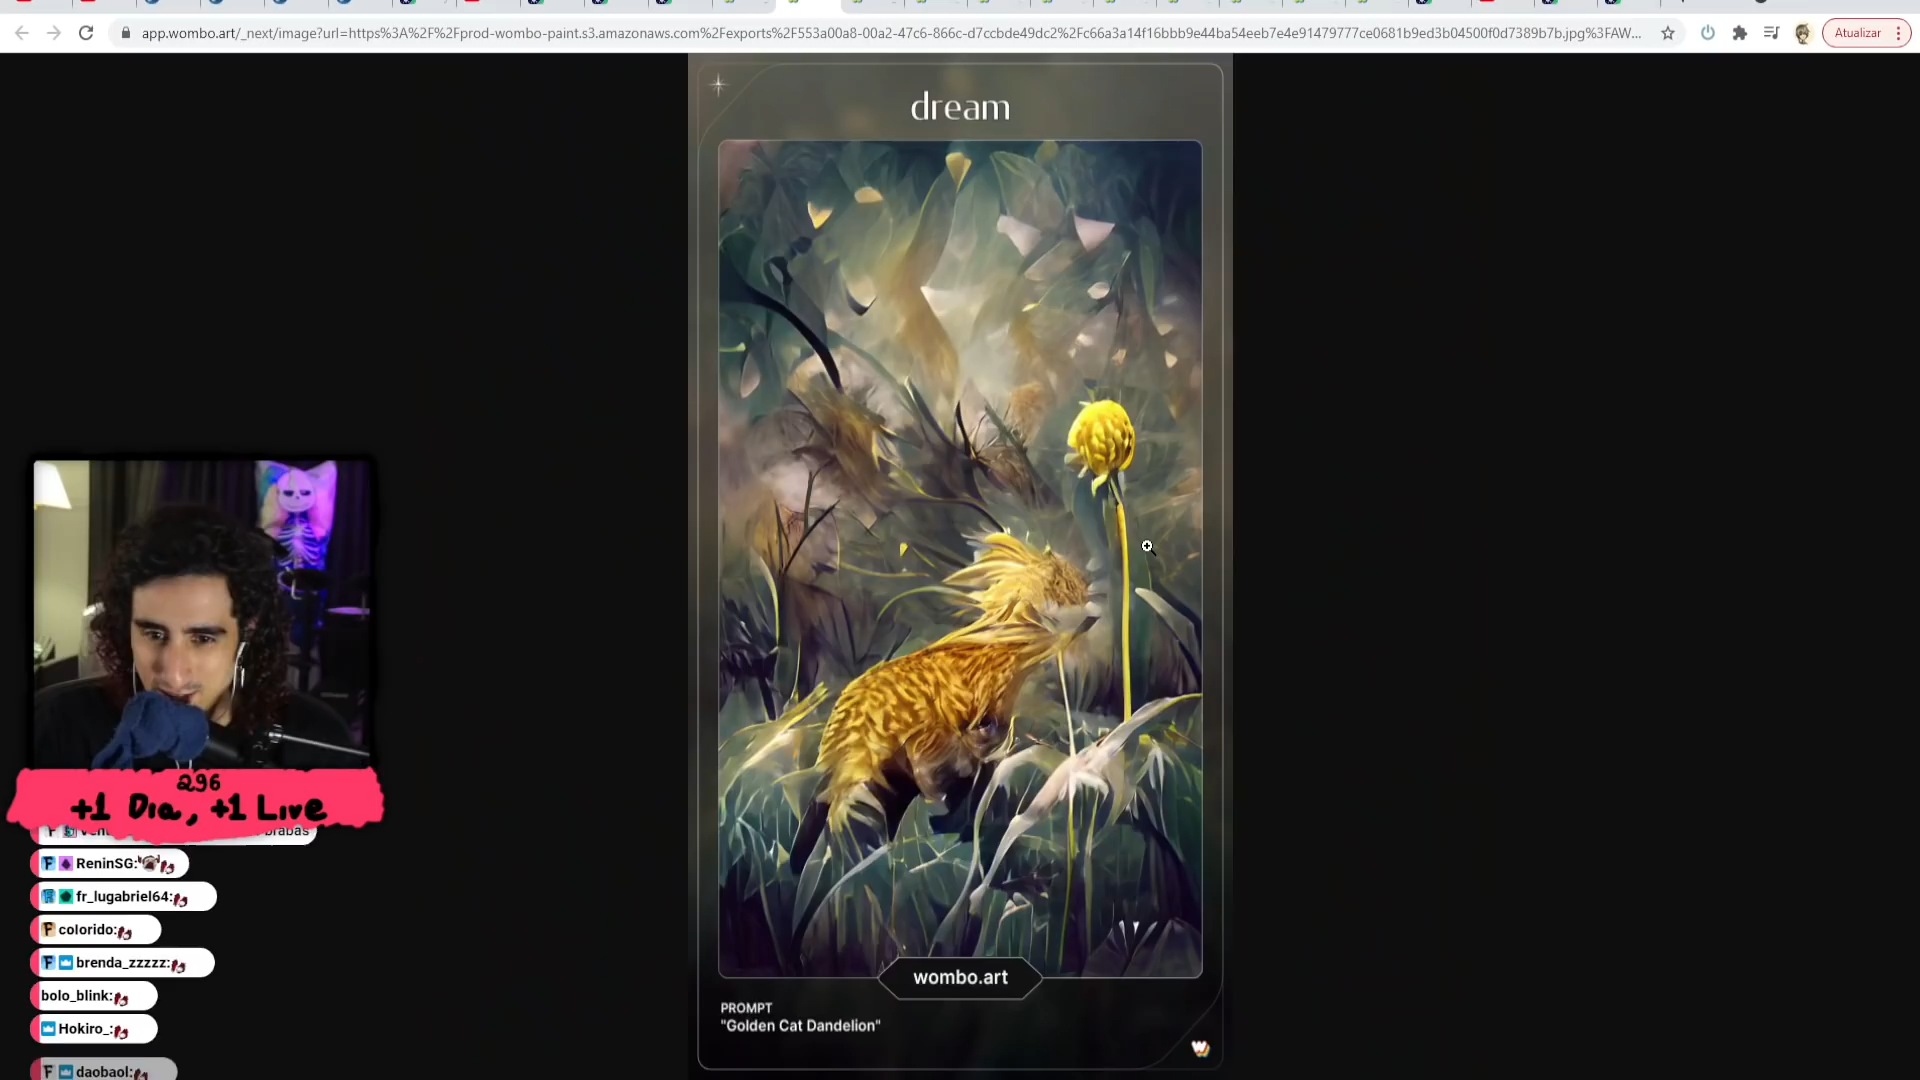 app.wombo.art/_next/image?url=https%3A%2F%2Fprod-wombo-paint.s3.amazonaws.com%2Fexports%2F553a00a8-00a2-47c6-866c-d7ccbde49dc2%2Fc66a3a14f16bbb9e44ba54eeb7e4e91479777ce0681b9ed3b04500f0d7389b7b.jpg%3FAW...
Atualizar
dream
296
+1 Dia, +1 Live
ReninSG:
fr_lugabriel64:
colorido:
brenda_zzzzz:
bolo_blink:
Hokiro_:
daobaol:
wombo.art
PROMPT
"Golden Cat Dandelion"